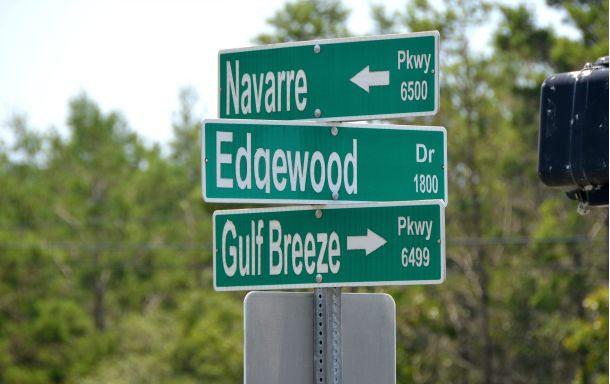 Navarre Pkwy 6500
Edgewood Dr 1800
Gulf Breeze Pkwy 6499